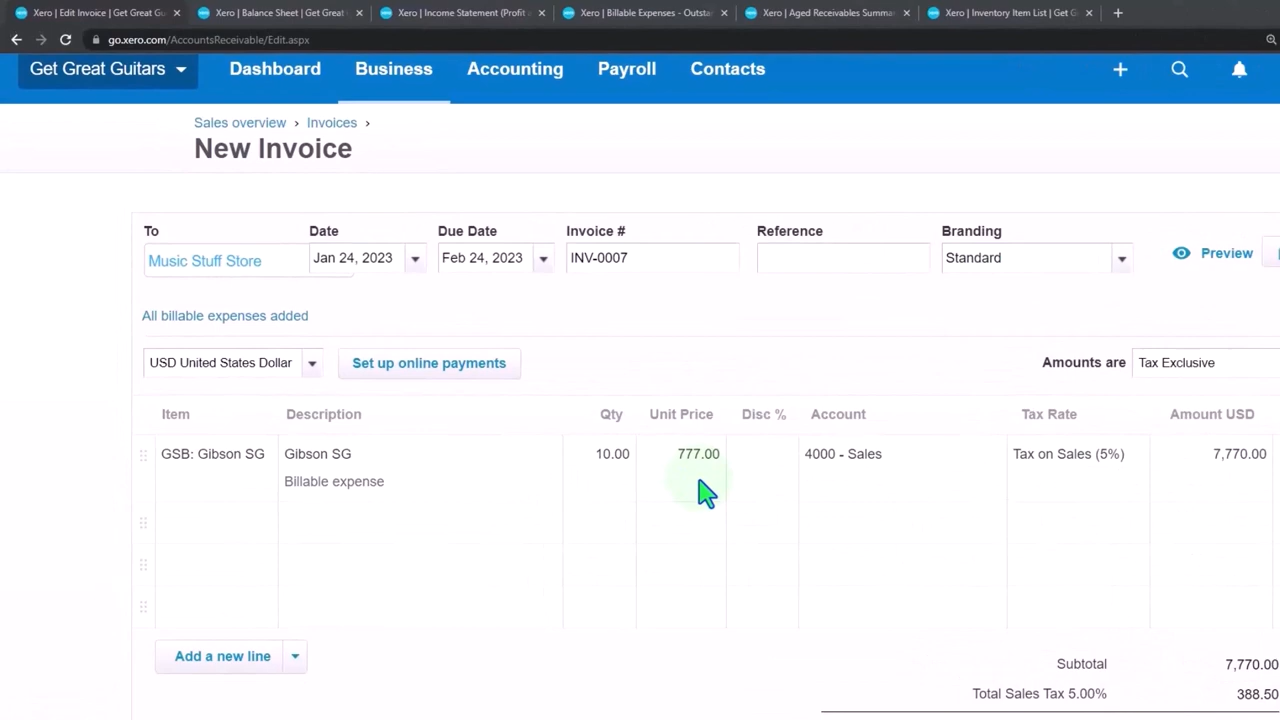 Xero | Edit Invoice | Get Great Gu
Xero | Balance Sheet | Get Great
Xero | Income Statement (Profit
Xero | Billable Expenses - Outsta
Xero | Aged Receivables Summa
Xero | Inventory Item List | Get G
go.xero.com/AccountsReceivable/Edit.aspx
Get Great Guitars
Dashboard
Business
Accounting
Payroll
Contacts
Sales overview › Invoices ›
New Invoice
To
Date
Due Date
Invoice #
Reference
Branding
Music Stuff Store
Jan 24, 2023
Feb 24, 2023
INV-0007
Standard
Preview
All billable expenses added
USD United States Dollar
Set up online payments
Amounts are
Tax Exclusive
Item
Description
Qty
Unit Price
Disc %
Account
Tax Rate
Amount USD
GSB: Gibson SG
Gibson SG
10.00
777.00
4000 - Sales
Tax on Sales (5%)
7,770.00
Billable expense
Add a new line
Subtotal
7,770.00
Total Sales Tax 5.00%
388.50